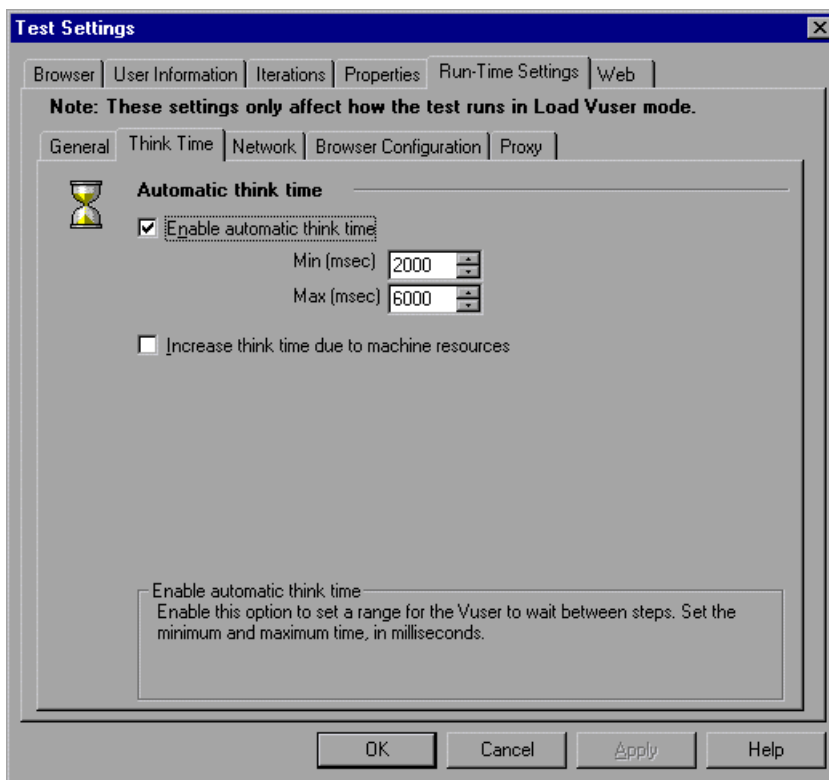 Test Settings
Browser User Information Iterations Properties Run-Time Settings Web
Note: These settings only affect how the test runs in Load Vuser mode.
General Think Time Network Browser Configuration Proxy
Automatic think time
Enable automatic think time
Min (msec) 2000
Max (msec) 6000
Increase think time due to machine resources
Enable automatic think time
Enable this option to set a range for the Vuser to wait between steps. Set the
minimum and maximum time, in milliseconds.
OK Cancel Apply Help